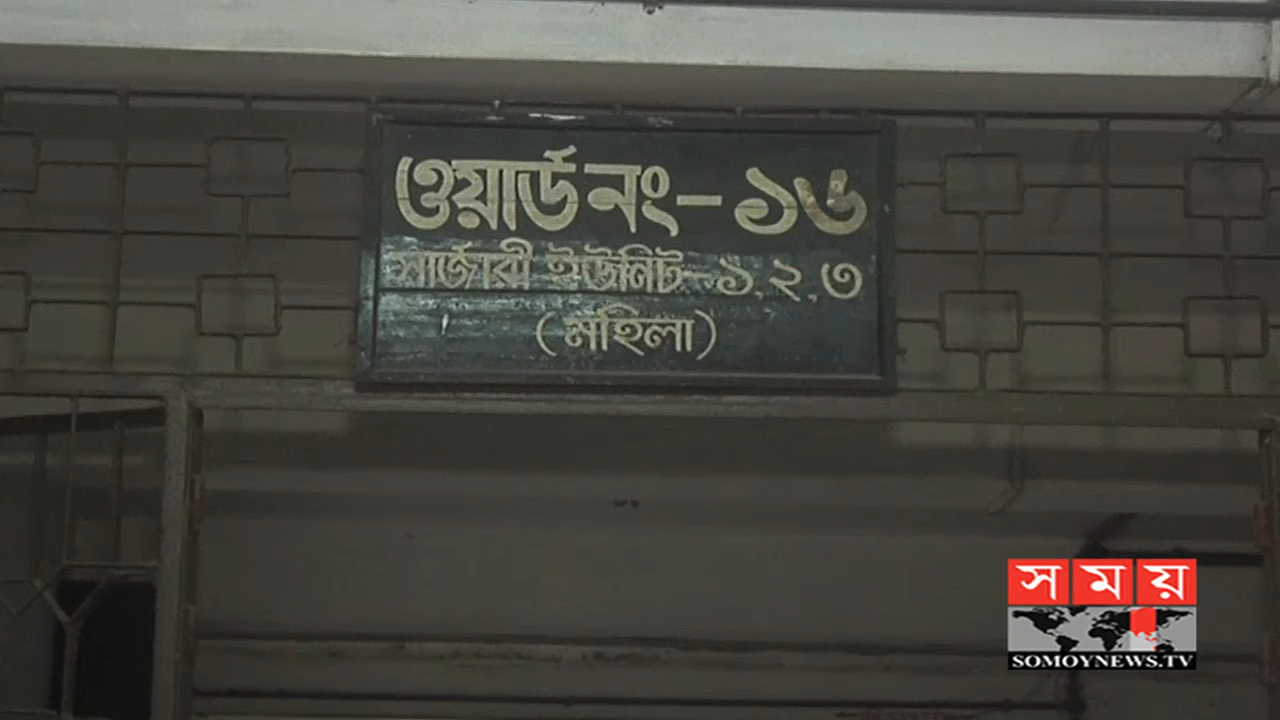 ওয়ার্ড নং-১৬
সার্জারী ইউনিট-১,২,৩
(মহিলা)
সময়
SOMOYNEWS.TV